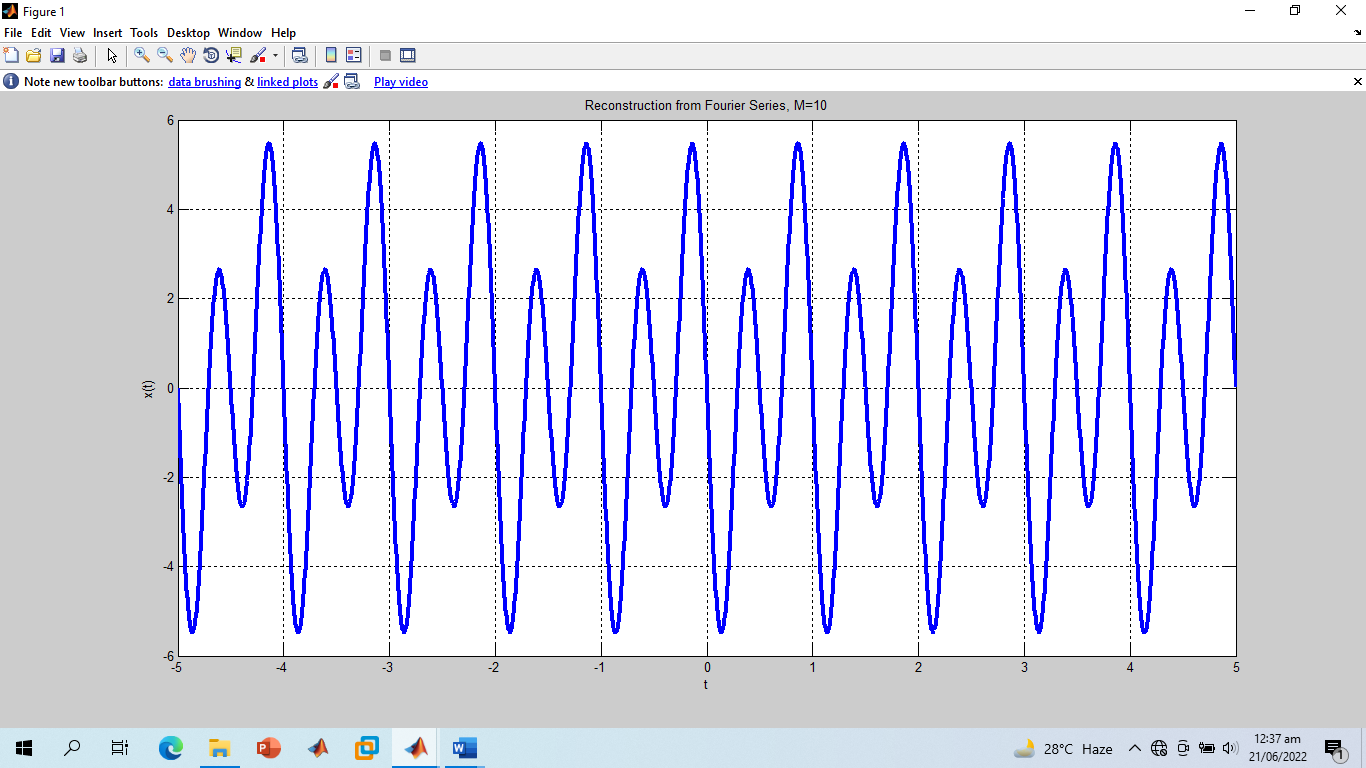 Figure 1
File Edit View Insert Tools Desktop Window Help
Note new toolbar buttons: data brushing & linked plots Play video
Reconstruction from Fourier Series, M=10
6
4
2
0
-2
-4
-6
x(t)
-5 -4 -3 -2 -1 0 1 2 3 4 5
t
28°C Haze
12:37 am
21/06/2022
1